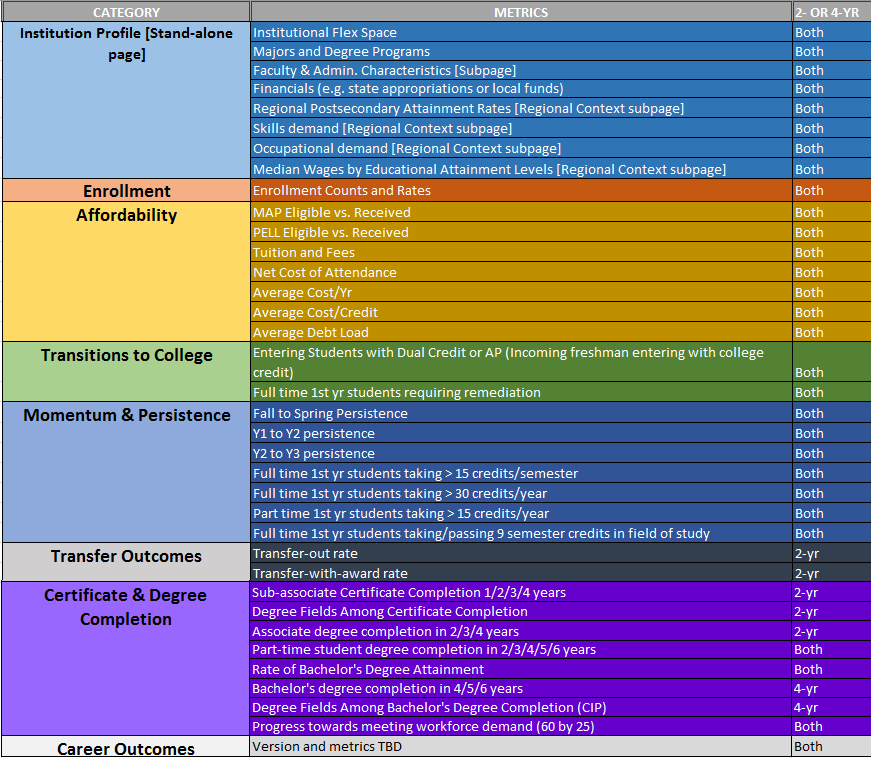 CATEGORY METRICS 2- OR 4-YR
Institution Profile [Stand-alone
page]
Institutional Flex Space Both
Majors and Degree Programs Both
Faculty & Admin. Characteristics [Subpage] Both
Financials (e.g. state appropriations or local funds) Both
Regional Postsecondary Attainment Rates [Regional Context subpage] Both
Skills demand [Regional Context subpage] Both
Occupational demand [Regional Context subpage] Both
Median Wages by Educational Attainment Levels [Regional Context subpage] Both
Enrollment Enrollment Counts and Rates Both
Affordability MAP Eligible vs. Received Both
PELL Eligible vs. Received Both
Tuition and Fees Both
Net Cost of Attendance Both
Average Cost/Yr Both
Average Cost/Credit Both
Average Debt Load Both
Transitions to College Entering Students with Dual Credit or AP (Incoming freshman entering with college
credit) Both
Full time 1st yr students requiring remediation Both
Momentum & Persistence Fall to Spring Persistence Both
Y1 to Y2 persistence Both
Y2 to Y3 persistence Both
Full time 1st yr students taking > 15 credits/semester Both
Full time 1st yr students taking > 30 credits/year Both
Part time 1st yr students taking > 15 credits/year Both
Full time 1st yr students taking/passing 9 semester credits in field of study Both
Transfer Outcomes Transfer-out rate 2-yr
Transfer-with-award rate 2-yr
Certificate & Degree
Completion
Sub-associate Certificate Completion 1/2/3/4 years 2-yr
Degree Fields Among Certificate Completion 2-yr
Associate degree completion in 2/3/4 years 2-yr
Part-time student degree completion in 2/3/4/5/6 years Both
Rate of Bachelor's Degree Attainment Both
Bachelor's degree completion in 4/5/6 years 4-yr
Degree Fields Among Bachelor's Degree Completion (CIP) 4-yr
Progress towards meeting workforce demand (60 by 25) Both
Career Outcomes Version and metrics TBD Both